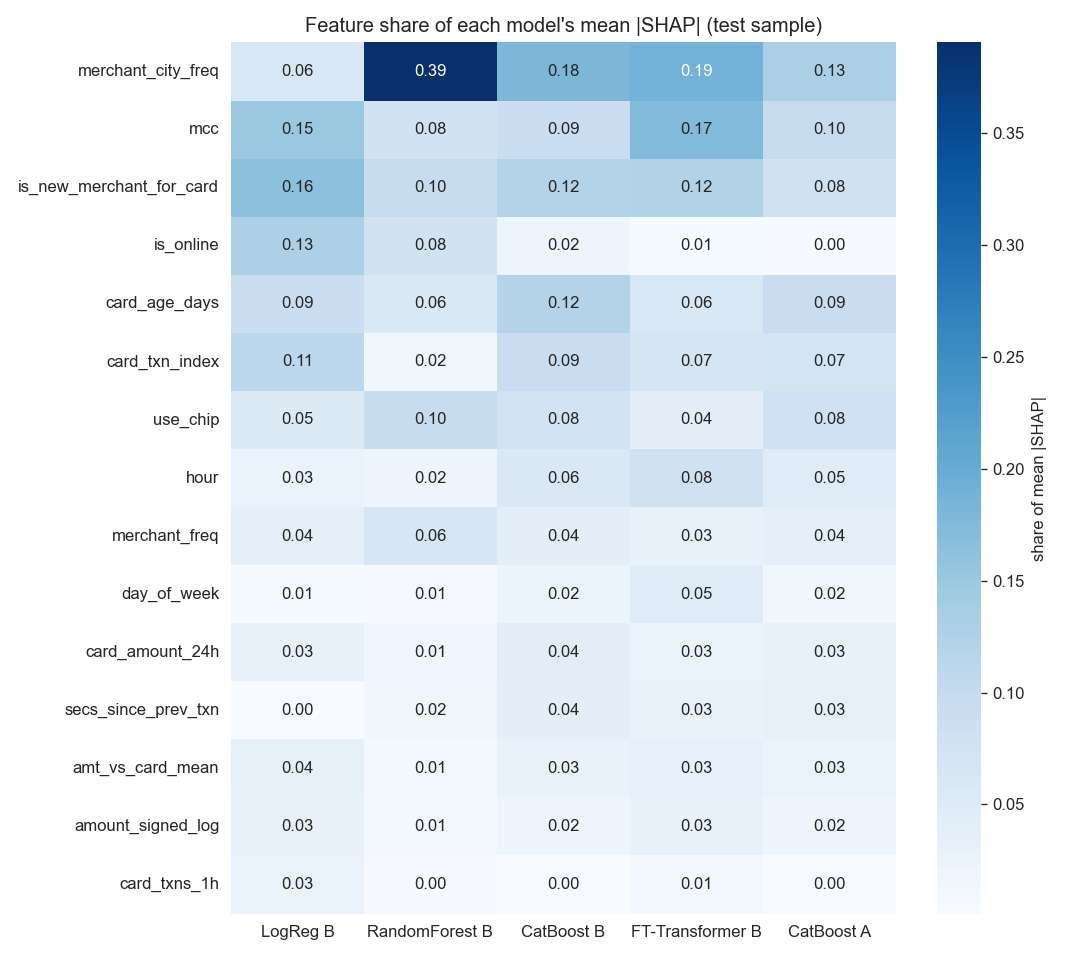 Feature share of each model's mean |SHAP| (test sample)
merchant_city_freq 0.06 0.39 0.18 0.19 0.13
mcc 0.15 0.08 0.09 0.17 0.10
is_new_merchant_for_card 0.16 0.10 0.12 0.12 0.08
is_online 0.13 0.08 0.02 0.01 0.00
card_age_days 0.09 0.06 0.12 0.06 0.09
card_txn_index 0.11 0.02 0.09 0.07 0.07
use_chip 0.05 0.10 0.08 0.04 0.08
hour 0.03 0.02 0.06 0.08 0.05
merchant_freq 0.04 0.06 0.04 0.03 0.04
day_of_week 0.01 0.01 0.02 0.05 0.02
card_amount_24h 0.03 0.01 0.04 0.03 0.03
secs_since_prev_txn 0.00 0.02 0.04 0.03 0.03
amt_vs_card_mean 0.04 0.01 0.03 0.03 0.03
amount_signed_log 0.03 0.01 0.02 0.03 0.02
card_txns_1h 0.03 0.00 0.00 0.01 0.00
LogReg B RandomForest B CatBoost B FT-Transformer B CatBoost A
0.35
0.30
0.25
0.20
0.15
0.10
0.05
share of mean |SHAP|